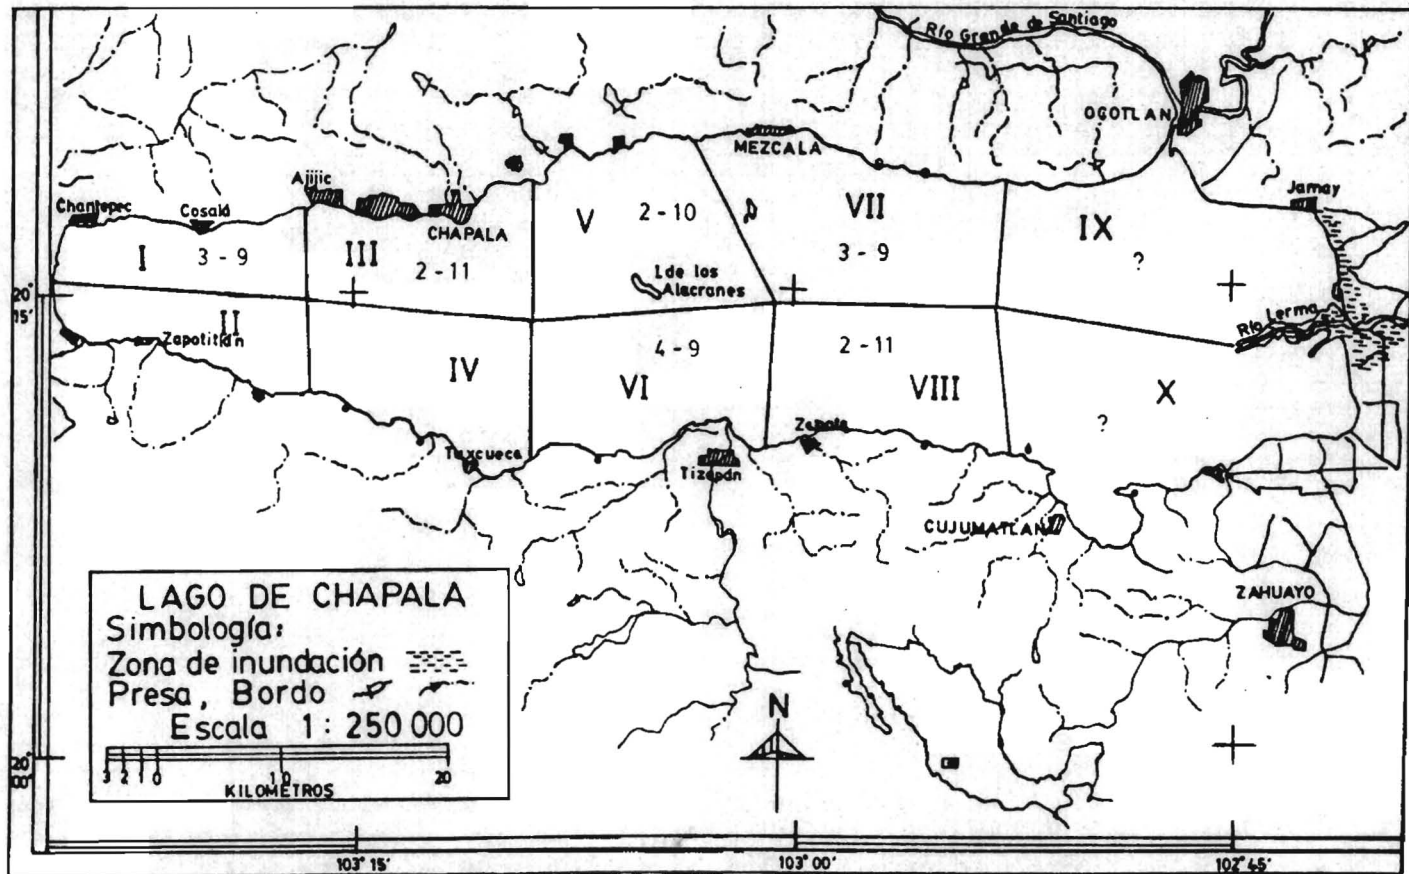 Río Grande de Santiago
OCOTLAN
MEZCALA
Ajijic
Jamay
Chantepec
Cosalá
CHAPALA
V
2-10
VII
IX
I
3-9
III
2-11
3-9
?
I. de los
Alacranes
20°
15'
II
Zapotitlán
Río Lerma
4-9
2-11
IV
VI
VIII
X
?
Tuxcueca
Zapote
Tizapán
CUJUMATLAN
ZAHUAYO
LAGO DE CHAPALA
Simbología:
Zona de inundación
Presa, Bordo
Escala 1: 250 000
3 2 1 0 10 20
KILOMETROS
N
20°
00'
103°15' 103°00' 102°45'